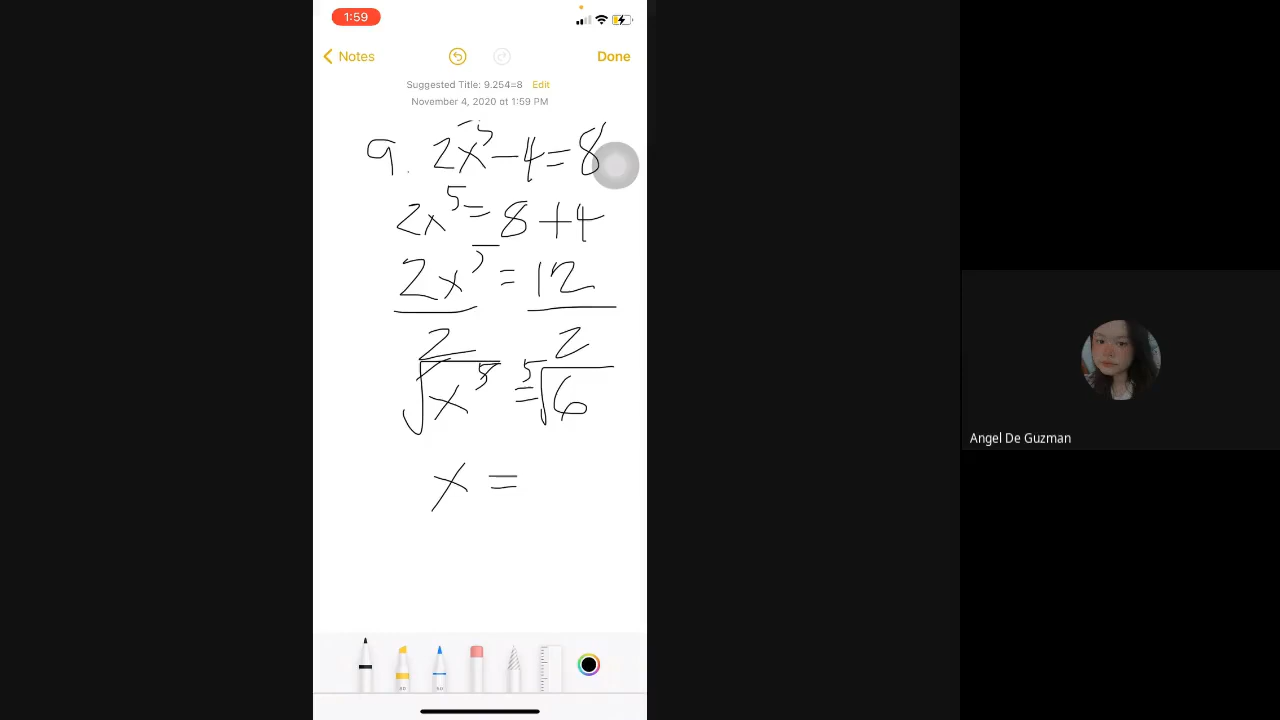 1:59
Notes
Done
Suggested Title: 9.254=8 Edit
November 4, 2020 at 1:59 PM
9. 2x⁵ − 4 = 8
2x⁵ = 8 + 4
2x⁵ = 12
2 2
√x⁵ = ⁵√6
x =
Angel De Guzman